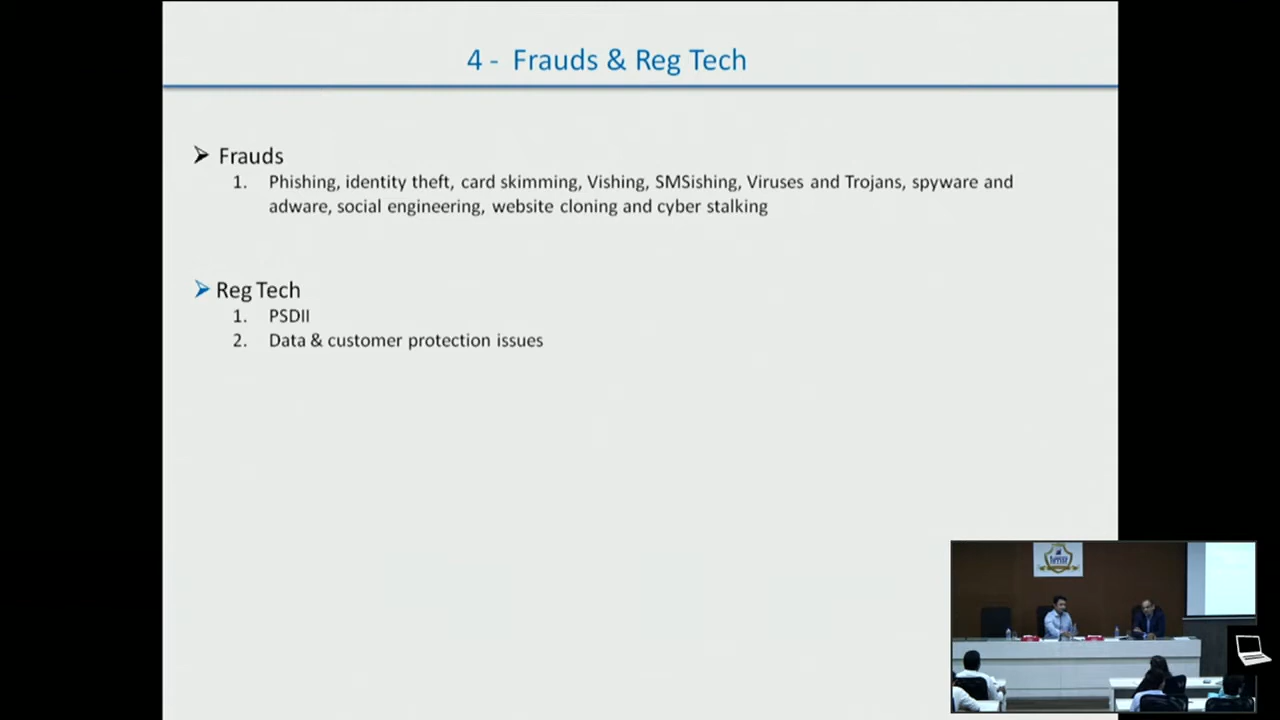 4 - Frauds & Reg Tech
➢ Frauds
1. Phishing, identity theft, card skimming, Vishing, SMSishing, Viruses and Trojans, spyware and
adware, social engineering, website cloning and cyber stalking
➢ Reg Tech
1. PSDII
2. Data & customer protection issues